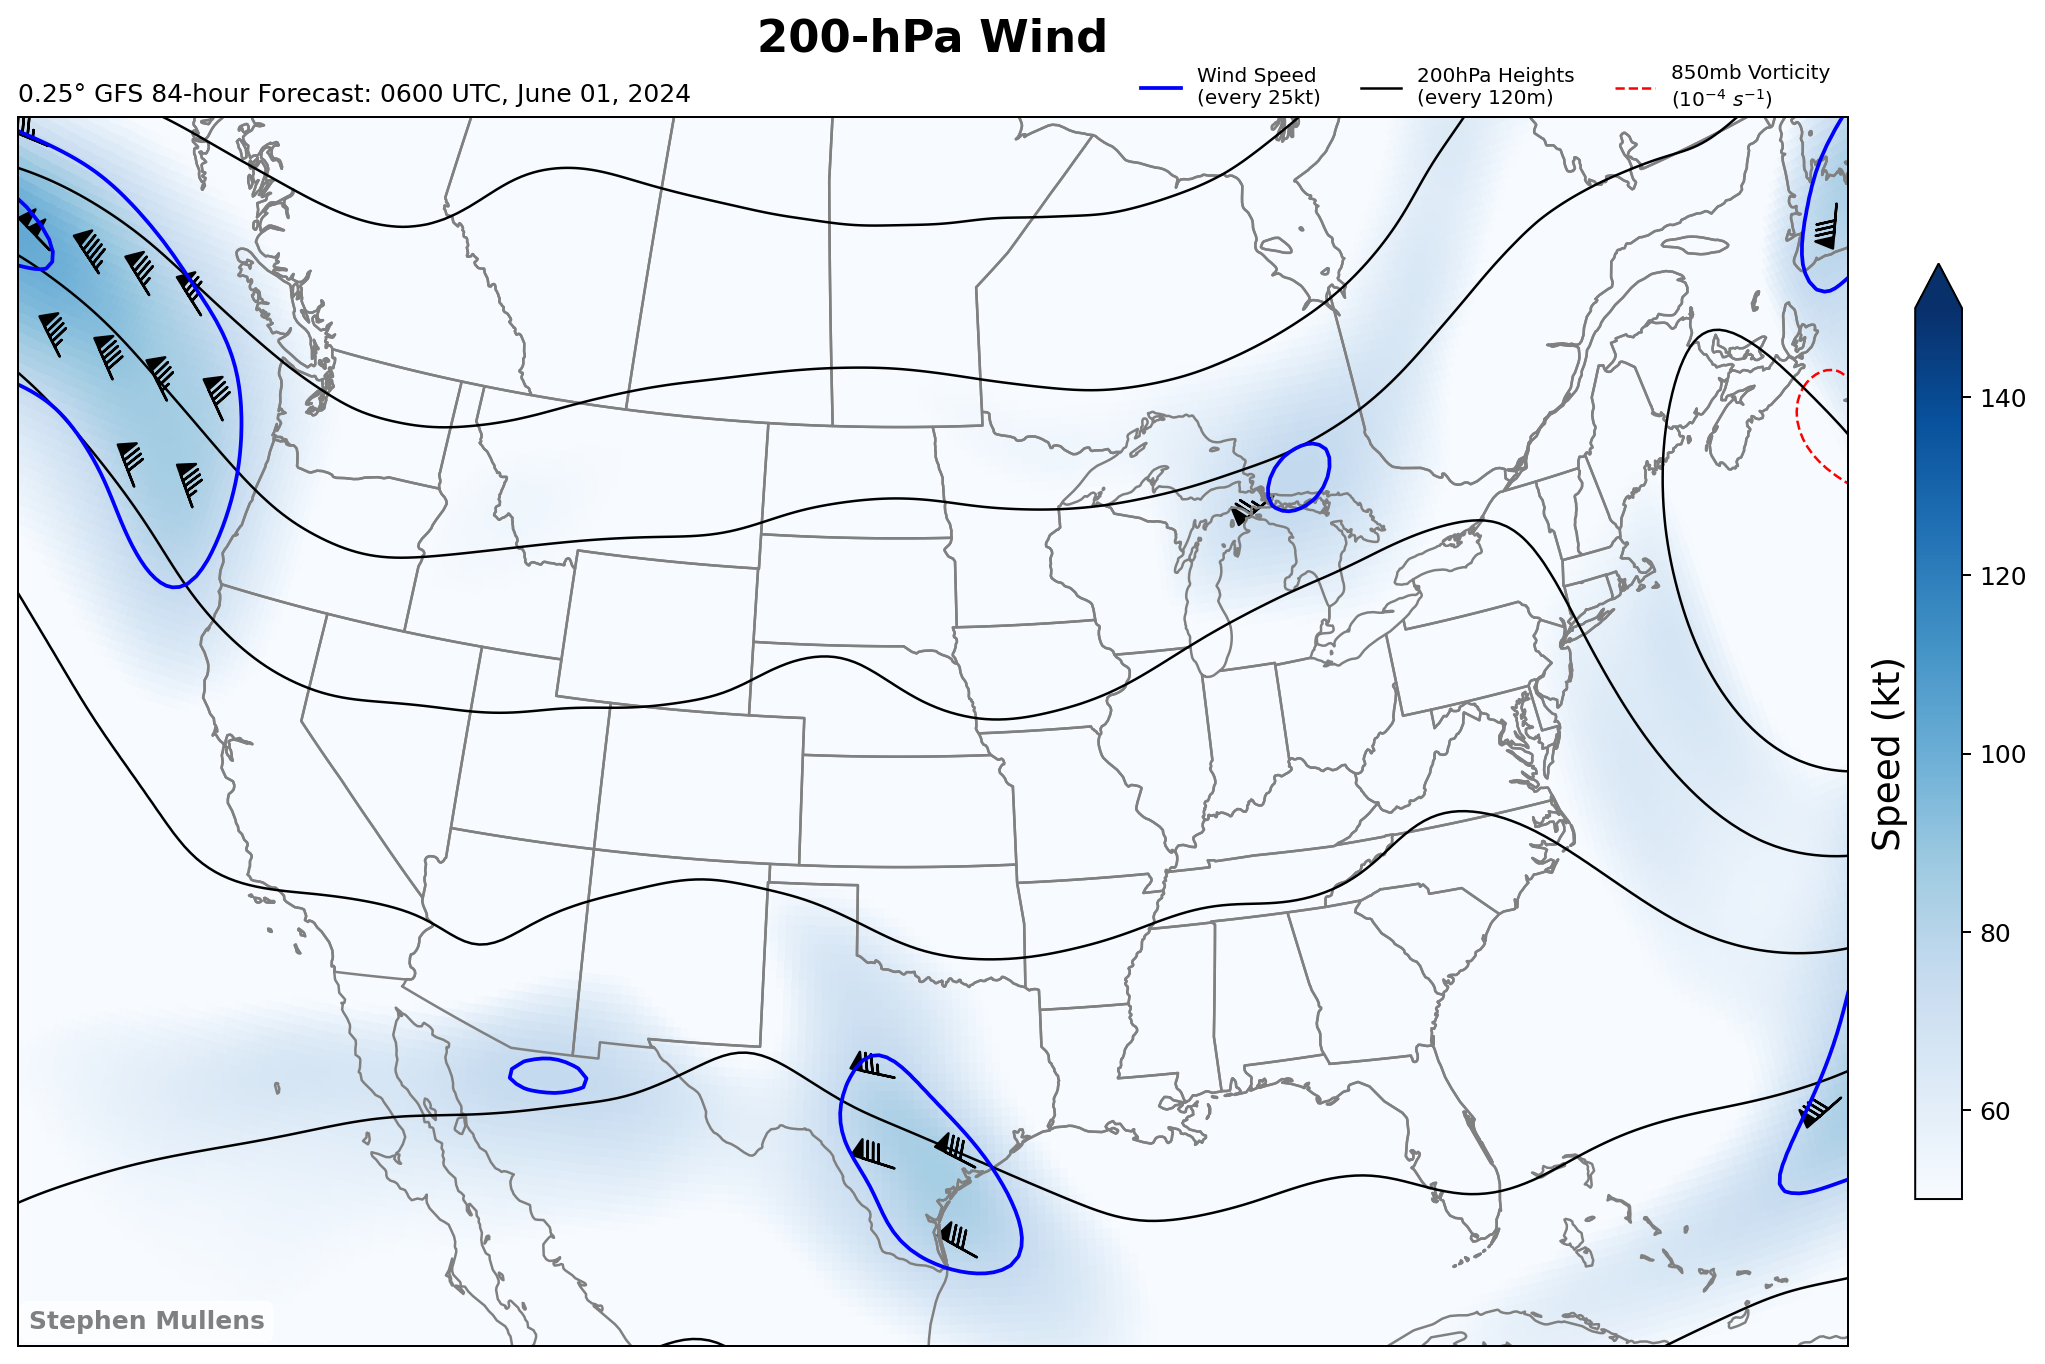 200-hPa Wind
0.25° GFS 84-hour Forecast: 0600 UTC, June 01, 2024
Wind Speed
(every 25kt)
200hPa Heights
(every 120m)
850mb Vorticity
(10⁻⁴ s⁻¹)
140
120
100
80
60
Speed (kt)
Stephen Mullens